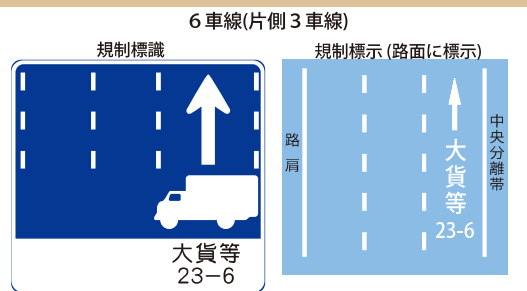 6車線(片側3車線)
規制標識
大貨等
23-6
規制標示(路面に標示)
路肩
大貨等
23-6
中央分離帯